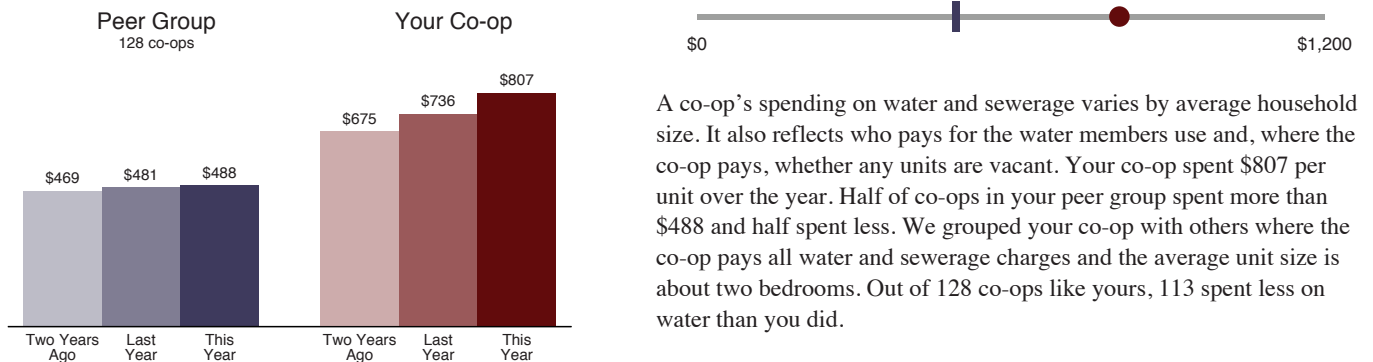 Peer Group
128 co-ops
$469
$481
$488
Two Years Ago
Last Year
This Year
Your Co-op
$675
$736
$807
Two Years Ago
Last Year
This Year
$0
$1,200
A co-op’s spending on water and sewerage varies by average household
size. It also reflects who pays for the water members use and, where the
co-op pays, whether any units are vacant. Your co-op spent $807 per
unit over the year. Half of co-ops in your peer group spent more than
$488 and half spent less. We grouped your co-op with others where the
co-op pays all water and sewerage charges and the average unit size is
about two bedrooms. Out of 128 co-ops like yours, 113 spent less on
water than you did.